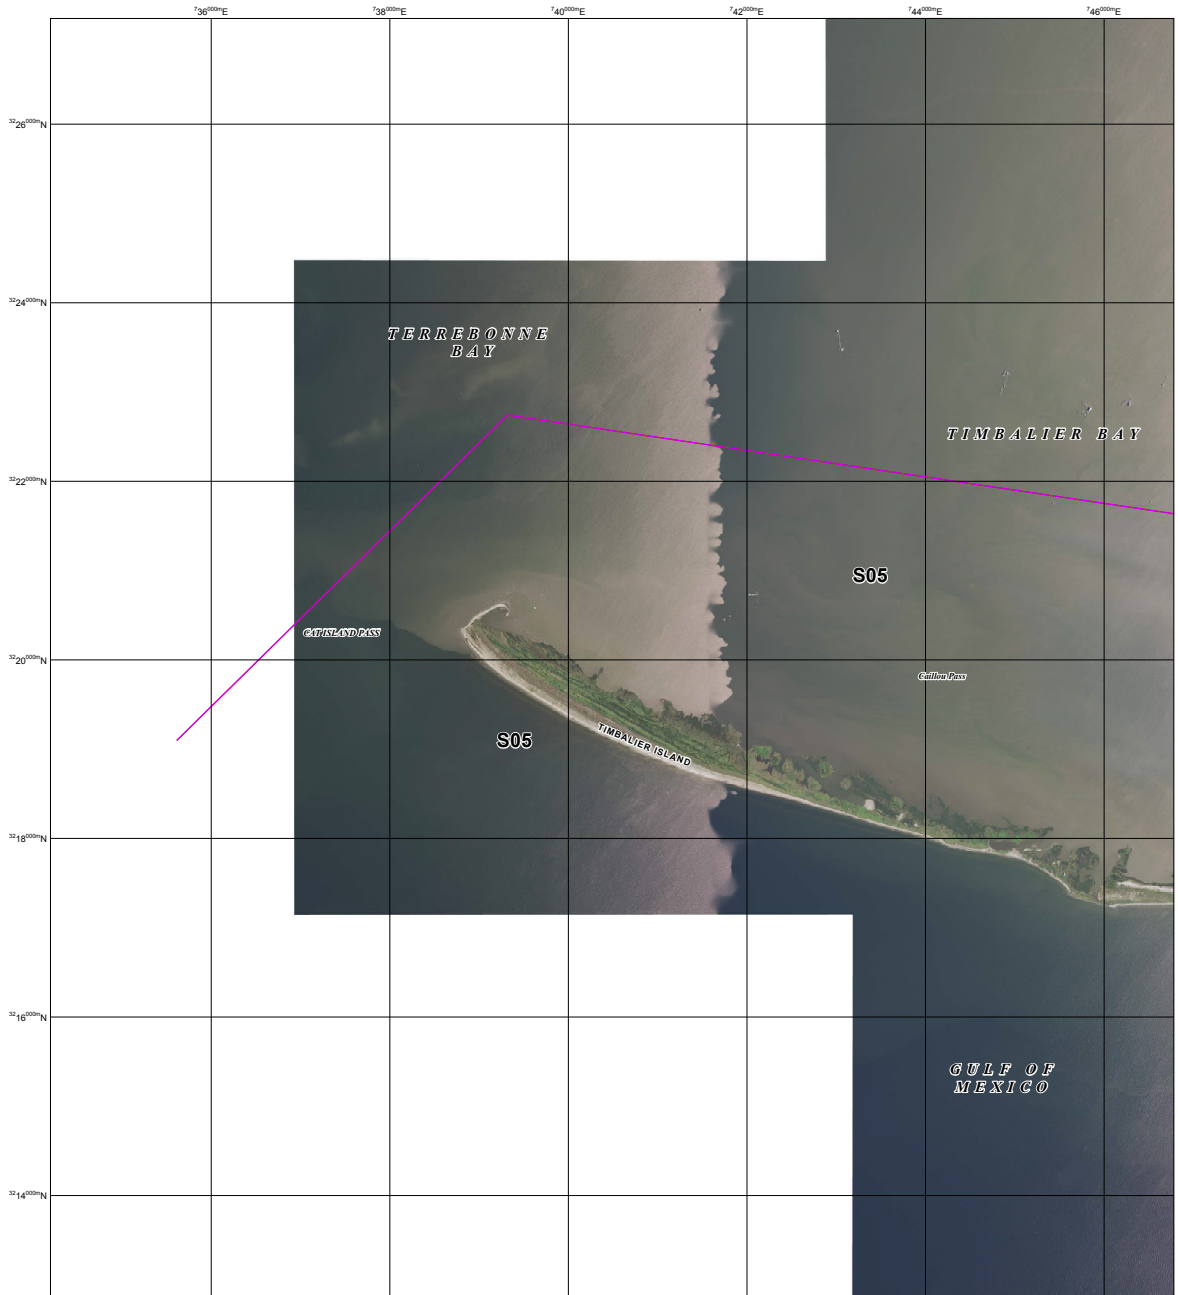 736000mE 738000mE 740000mE 742000mE 744000mE 746000mE
3226000mN
3224000mN
TERREBONNE
BAY
TIMBALIER BAY
3222000mN
S05
CAT ISLAND PASS
3220000mN
Caillou Pass
TIMBALIER ISLAND
S05
3218000mN
3216000mN
GULF OF
MEXICO
3214000mN